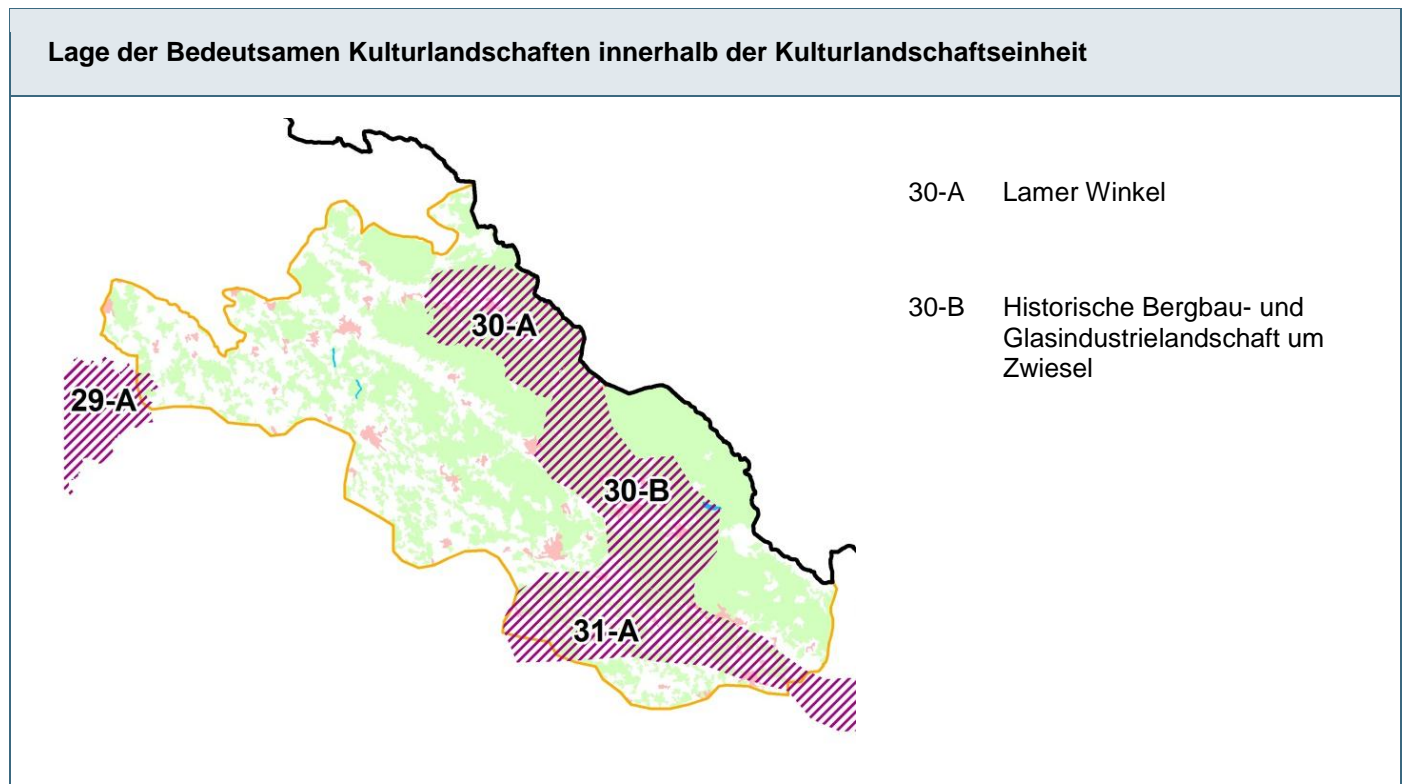 Lage der Bedeutsamen Kulturlandschaften innerhalb der Kulturlandschaftseinheit
30-A Lamer Winkel
30-B Historische Bergbau- und
Glasindustrielandschaft um
Zwiesel
30-A
29-A
30-B
31-A